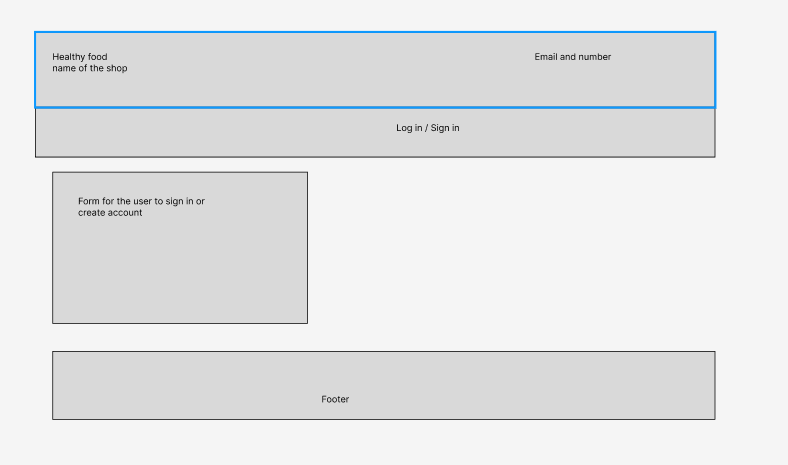 Healthy food
name of the shop
Email and number
Log in / Sign in
Form for the user to sign in or
create account
Footer